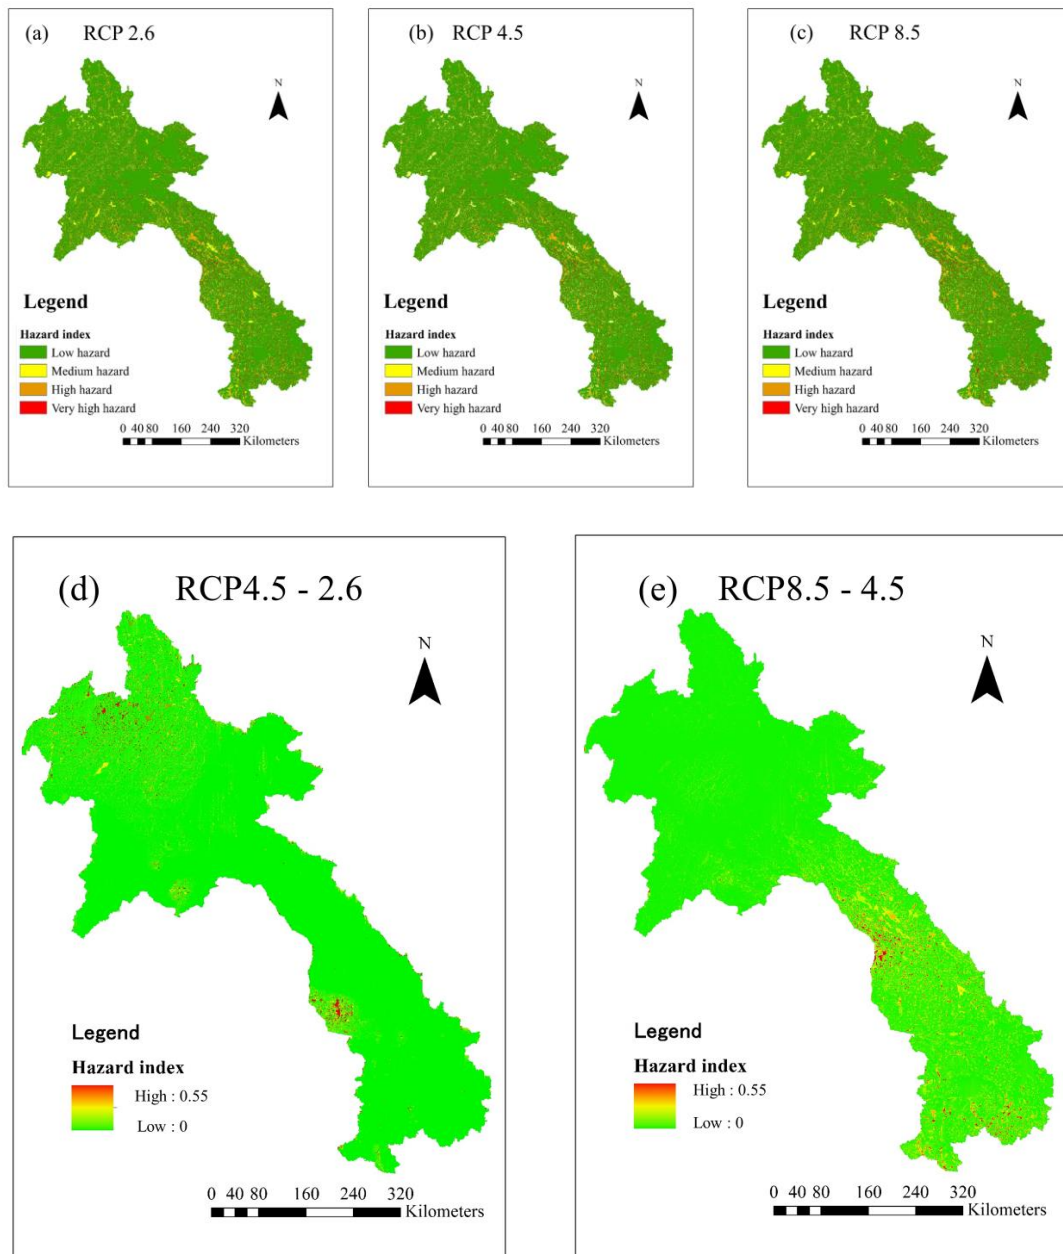 (a) RCP 2.6
N
Legend
Hazard index
Low hazard
Medium hazard
High hazard
Very high hazard
0 40 80 160 240 320
Kilometers
(b) RCP 4.5
N
Legend
Hazard index
Low hazard
Medium hazard
High hazard
Very high hazard
0 40 80 160 240 320
Kilometers
(c) RCP 8.5
N
Legend
Hazard index
Low hazard
Medium hazard
High hazard
Very high hazard
0 40 80 160 240 320
Kilometers
(d) RCP4.5 - 2.6
N
Legend
Hazard index
High : 0.55
Low : 0
0 40 80 160 240 320
Kilometers
(e) RCP8.5 - 4.5
N
Legend
Hazard index
High : 0.55
Low : 0
0 40 80 160 240 320
Kilometers